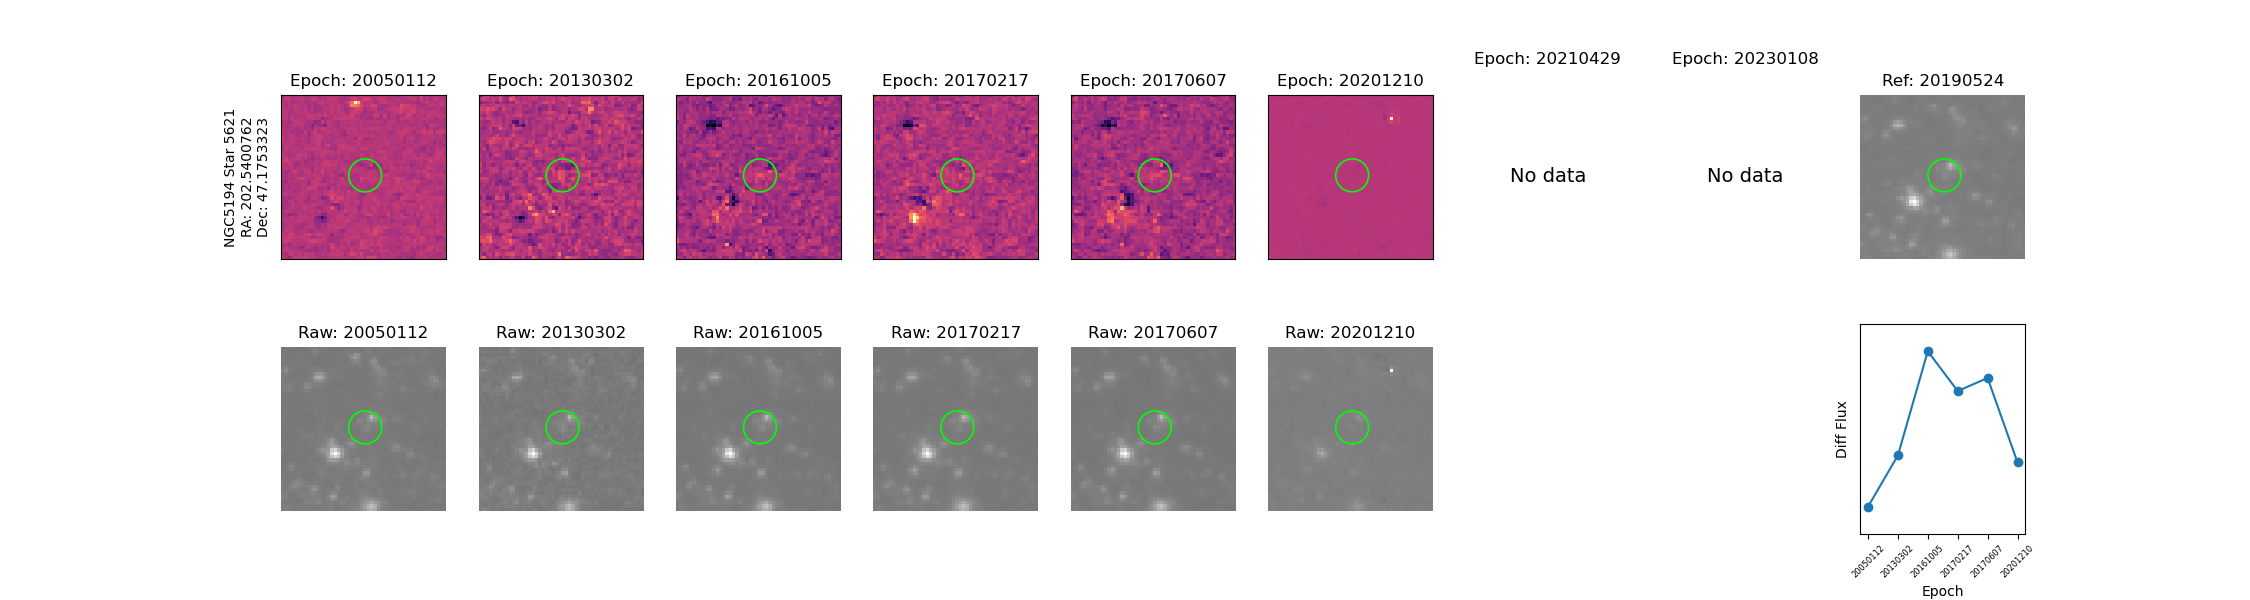 NGC5194 Star 5621
RA: 202.5400762
Dec: 47.1753323
Epoch: 20050112
Epoch: 20130302
Epoch: 20161005
Epoch: 20170217
Epoch: 20170607
Epoch: 20201210
Epoch: 20210429
Epoch: 20230108
Ref: 20190524
No data
No data
Raw: 20050112
Raw: 20130302
Raw: 20161005
Raw: 20170217
Raw: 20170607
Raw: 20201210
Diff Flux
20050112
20130302
20161005
20170217
20170607
20201210
Epoch